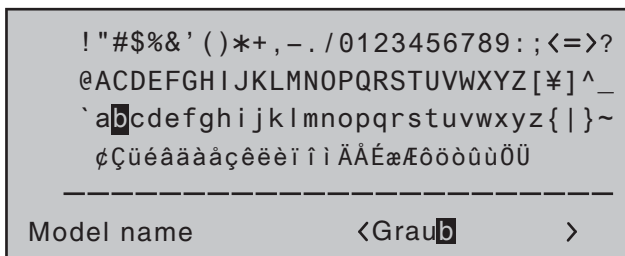 !"#$%&'()*+,–./0123456789:;<=>?
@ACDEFGHIJKLMNOPQRSTUVWXYZ[¥]^_
`abcdefghijklmnopqrstuvwxyz{|}~
¢ÇüéâäàåçêëèïîìÄÅÉæÆôöòûùÖÜ
Model name <Graub >